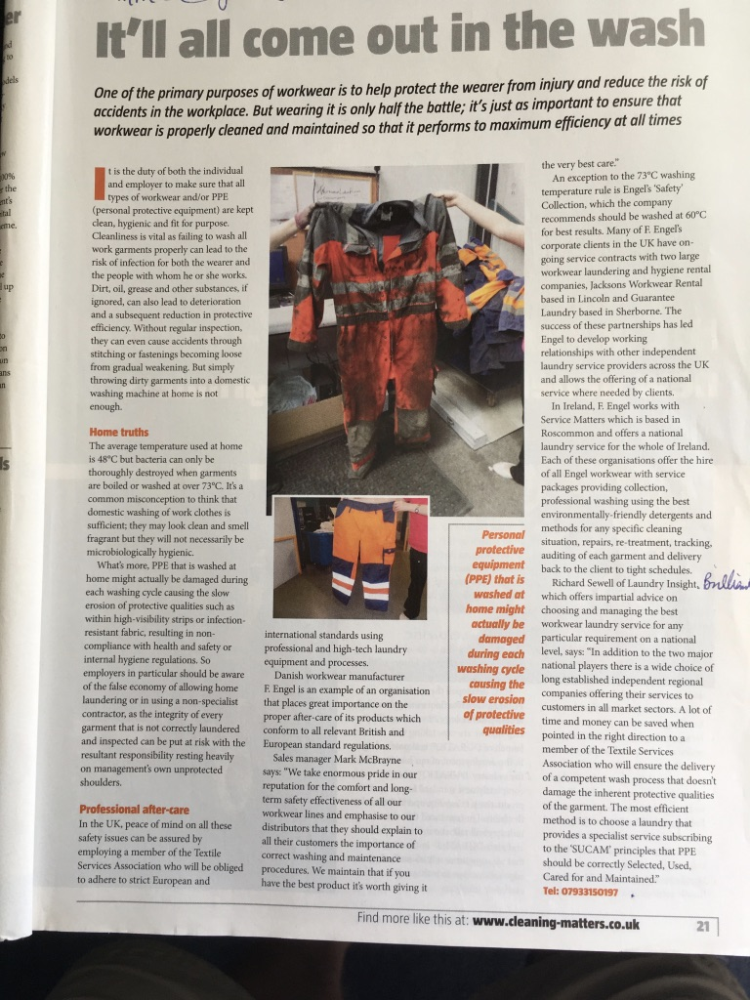 It'll all come out in the wash
One of the primary purposes of workwear is to help protect the wearer from injury and reduce the risk of
accidents in the workplace. But wearing it is only half the battle; it's just as important to ensure that
workwear is properly cleaned and maintained so that it performs to maximum efficiency at all times
It is the duty of both the individual
and employer to make sure that all
types of workwear and/or PPE
(personal protective equipment) are kept
clean, hygienic and fit for purpose.
Cleanliness is vital as failing to wash all
work garments properly can lead to the
risk of infection for both the wearer and
the people with whom he or she works.
Dirt, oil, grease and other substances, if
ignored, can also lead to deterioration
and a subsequent reduction in protective
efficiency. Without regular inspection,
they can even cause accidents through
stitching or fastenings becoming loose
from gradual weakening. But simply
throwing dirty garments into a domestic
washing machine at home is not
enough.
Home truths
The average temperature used at home
is 48°C but bacteria can only be
thoroughly destroyed when garments
are boiled or washed at over 73°C. It's a
common misconception to think that
domestic washing of work clothes is
sufficient; they may look clean and smell
fragrant but they will not necessarily be
microbiologically hygienic.
What's more, PPE that is washed at
home might actually be damaged during
each washing cycle causing the slow
erosion of protective qualities such as
within high-visibility strips or infection-
resistant fabric, resulting in non-
compliance with health and safety or
internal hygiene regulations. So
employers in particular should be aware
of the false economy of allowing home
laundering or in using a non-specialist
contractor, as the integrity of every
garment that is not correctly laundered
and inspected can be put at risk with the
resultant responsibility resting heavily
on management's own unprotected
shoulders.
Professional after-care
In the UK, peace of mind on all these
safety issues can be assured by
employing a member of the Textile
Services Association who will be obliged
to adhere to strict European and
international standards using
professional and high-tech laundry
equipment and processes.
Danish workwear manufacturer
F. Engel is an example of an organisation
that places great importance on the
proper after-care of its products which
conform to all relevant British and
European standard regulations.
Sales manager Mark McBrayne
says: "We take enormous pride in our
reputation for the comfort and long-
term safety effectiveness of all our
workwear lines and emphasise to our
distributors that they should explain to
all their customers the importance of
correct washing and maintenance
procedures. We maintain that if you
have the best product it's worth giving it
Personal
protective
equipment
(PPE) that is
washed at
home might
actually be
damaged
during each
washing cycle
causing the
slow erosion
of protective
qualities
the very best care."
An exception to the 73°C washing
temperature rule is Engel's 'Safety'
Collection, which the company
recommends should be washed at 60°C
for best results. Many of F. Engel's
corporate clients in the UK have on-
going service contracts with two large
workwear laundering and hygiene rental
companies, Jacksons Workwear Rental
based in Lincoln and Guarantee
Laundry based in Sherborne. The
success of these partnerships has led
Engel to develop working
relationships with other independent
laundry service providers across the UK
and allows the offering of a national
service where needed by clients.
In Ireland, F. Engel works with
Service Matters which is based in
Roscommon and offers a national
laundry service for the whole of Ireland.
Each of these organisations offer the hire
of all Engel workwear with service
packages providing collection,
professional washing using the best
environmentally-friendly detergents and
methods for any specific cleaning
situation, repairs, re-treatment, tracking,
auditing of each garment and delivery
back to the client to tight schedules.
Richard Sewell of Laundry Insight,
which offers impartial advice on
choosing and managing the best
workwear laundry service for any
particular requirement on a national
level, says: "In addition to the two major
national players there is a wide choice of
long established independent regional
companies offering their services to
customers in all market sectors. A lot of
time and money can be saved when
pointed in the right direction to a
member of the Textile Services
Association who will ensure the delivery
of a competent wash process that doesn't
damage the inherent protective qualities
of the garment. The most efficient
method is to choose a laundry that
provides a specialist service subscribing
to the 'SUCAM' principles that PPE
should be correctly Selected, Used,
Cared for and Maintained."
Tel: 07933150197
Find more like this at: www.cleaning-matters.co.uk 21